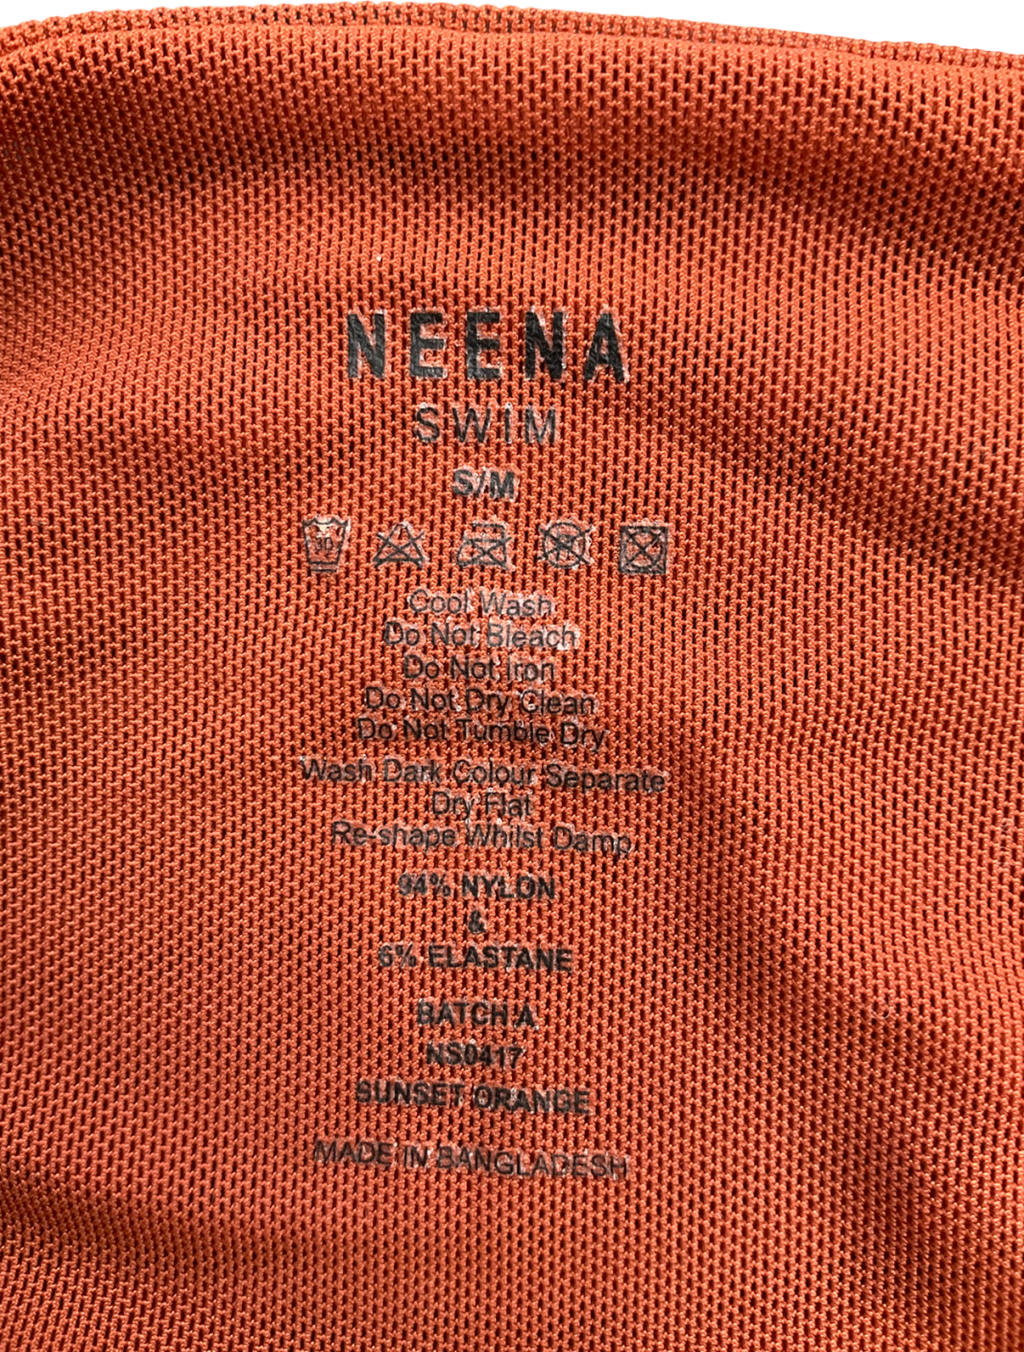 NEENA
SWIM
S/M
30
Cool Wash
Do Not Bleach
Do Not Iron
Do Not Dry Clean
Do Not Tumble Dry
Wash Dark Colour Separate
Dry Flat
Re-shape Whilst Damp
94% NYLON
&
6% ELASTANE
BATCH A
NS0417
SUNSET ORANGE
MADE IN BANGLADESH